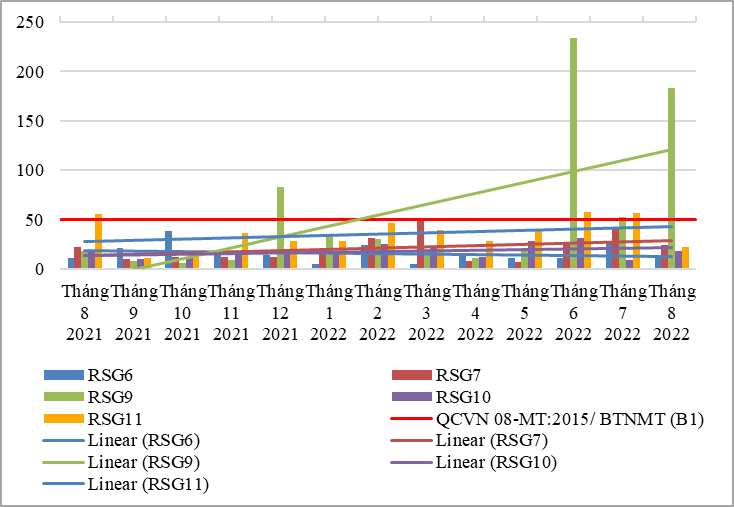 250
200
150
100
50
0
Tháng Tháng Tháng Tháng Tháng Tháng Tháng Tháng Tháng Tháng Tháng Tháng Tháng
8 9 10 11 12 1 2 3 4 5 6 7 8
2021 2021 2021 2021 2021 2022 2022 2022 2022 2022 2022 2022 2022
RSG6 RSG7
RSG9 RSG10
RSG11 QCVN 08-MT:2015/ BTNMT (B1)
Linear (RSG6) Linear (RSG7)
Linear (RSG9) Linear (RSG10)
Linear (RSG11)